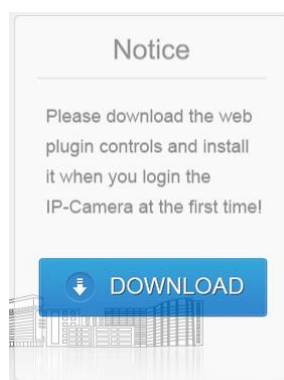 Notice
Please download the web
plugin controls and install
it when you login the
IP-Camera at the first time!
DOWNLOAD